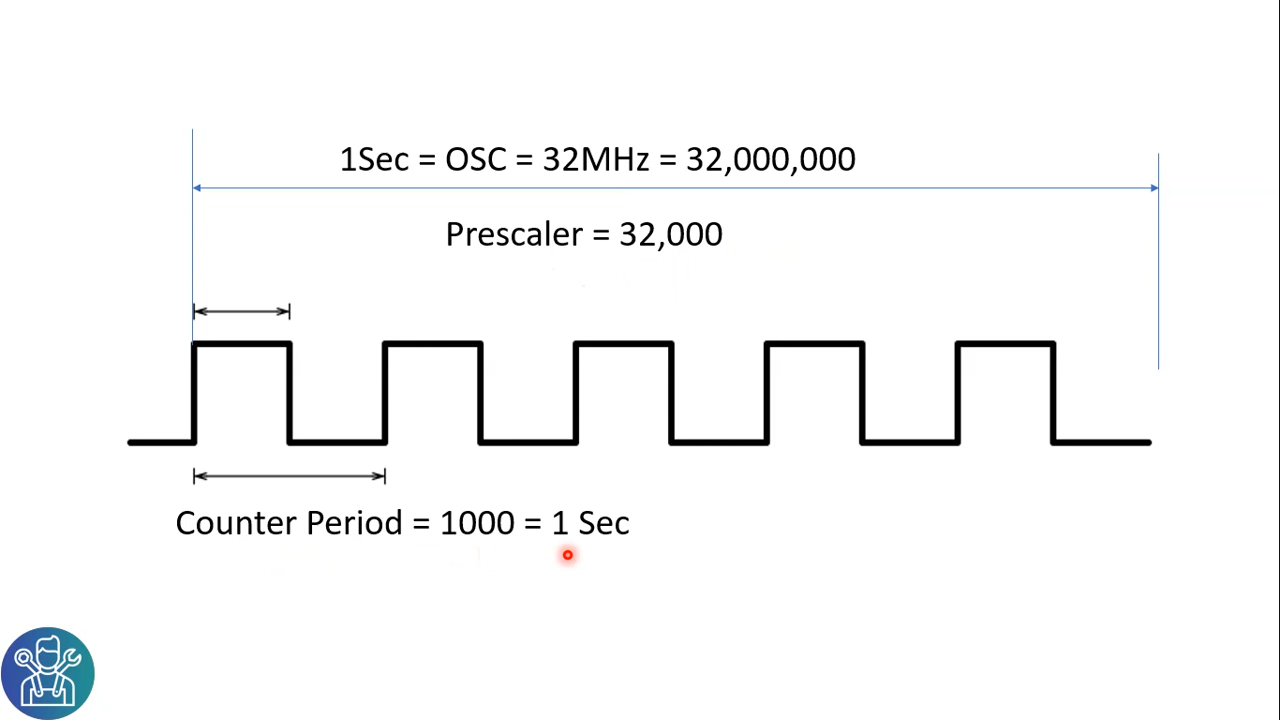 1Sec = OSC = 32MHz = 32,000,000
Prescaler = 32,000
Counter Period = 1000 = 1 Sec